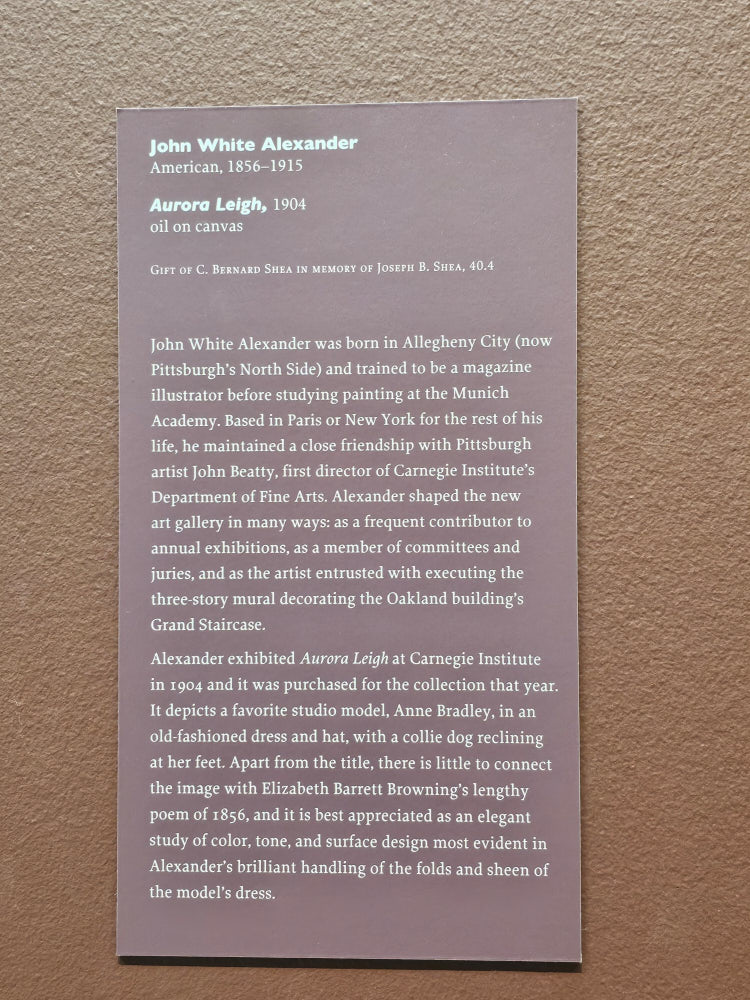 John White Alexander
American, 1856–1915
Aurora Leigh, 1904
oil on canvas
Gift of C. Bernard Shea in memory of Joseph B. Shea, 40.4
John White Alexander was born in Allegheny City (now
Pittsburgh's North Side) and trained to be a magazine
illustrator before studying painting at the Munich
Academy. Based in Paris or New York for the rest of his
life, he maintained a close friendship with Pittsburgh
artist John Beatty, first director of Carnegie Institute's
Department of Fine Arts. Alexander shaped the new
art gallery in many ways: as a frequent contributor to
annual exhibitions, as a member of committees and
juries, and as the artist entrusted with executing the
three-story mural decorating the Oakland building's
Grand Staircase.
Alexander exhibited Aurora Leigh at Carnegie Institute
in 1904 and it was purchased for the collection that year.
It depicts a favorite studio model, Anne Bradley, in an
old-fashioned dress and hat, with a collie dog reclining
at her feet. Apart from the title, there is little to connect
the image with Elizabeth Barrett Browning's lengthy
poem of 1856, and it is best appreciated as an elegant
study of color, tone, and surface design most evident in
Alexander's brilliant handling of the folds and sheen of
the model's dress.